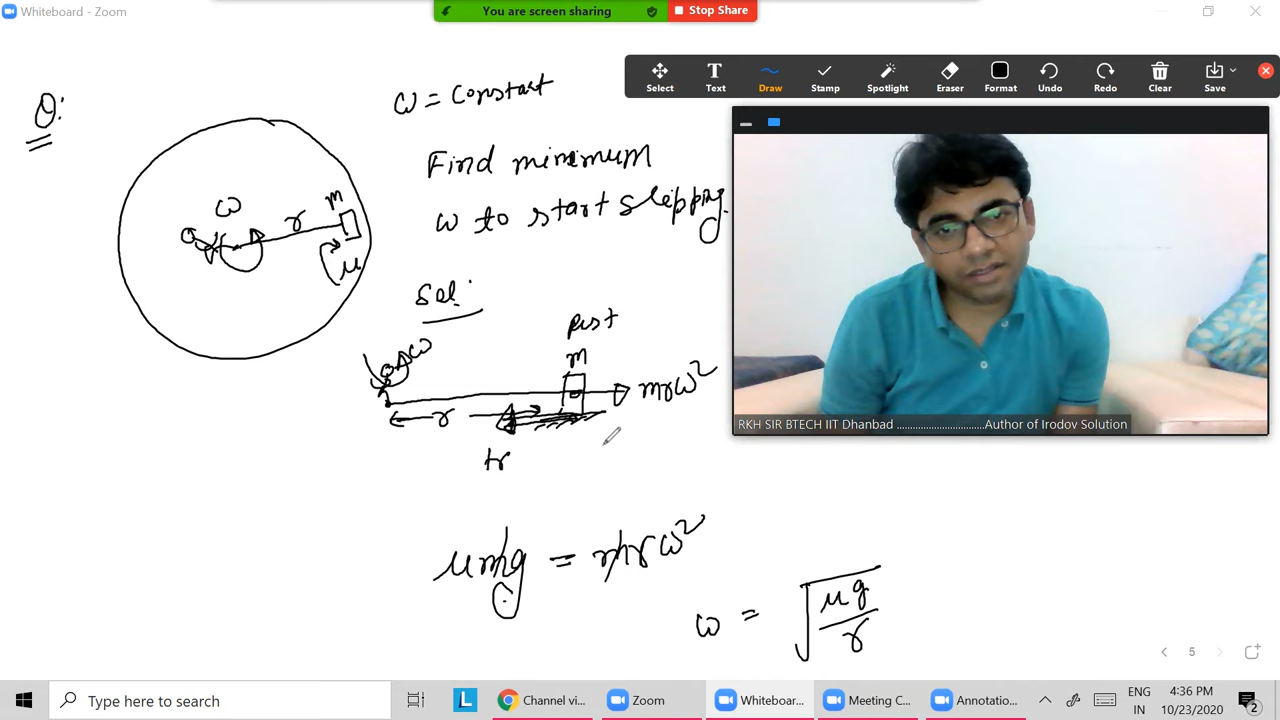 Whiteboard - Zoom
You are screen sharing
Stop Share
Select
Text
Draw
Stamp
Spotlight
Eraser
Format
Undo
Redo
Clear
Save
Q:
ω = constant
Find minimum
ω to start slipping.
ω
r
m
μ
Sol:
ω
m
mrω²
r
fr
μmg = mrω²
ω = √(μg/r)
RKH SIR BTECH IIT Dhanbad ..................................Author of Irodov Solution
5
Type here to search
L
Channel vi...
Zoom
Whiteboard...
Meeting C...
Annotatio...
ENG
IN
4:36 PM
10/23/2020
2